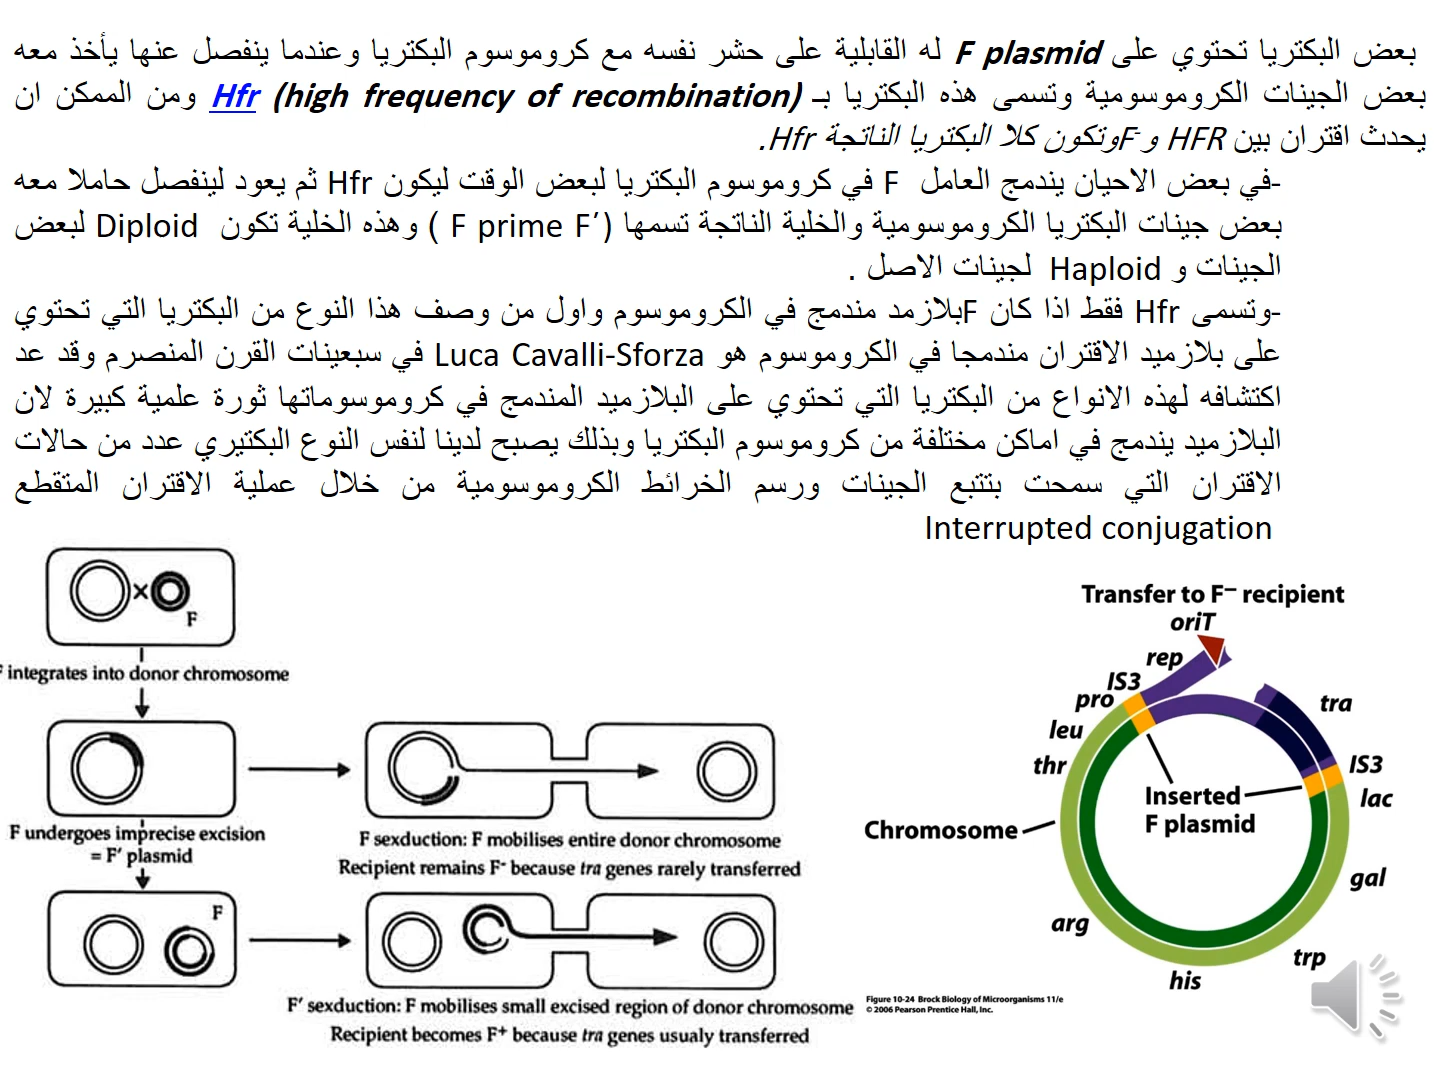 بعض البكتريا تحتوي على F plasmid له القابلية على حشر نفسه مع كروموسوم البكتريا وعندما ينفصل عنها يأخذ معه
بعض الجينات الكروموسومية وتسمى هذه البكتريا بـ Hfr (high frequency of recombination) ومن الممكن ان
يحدث اقتران بين HFR و F-وتكون كلا البكتريا الناتجة Hfr.
-في بعض الاحيان يندمج العامل F في كروموسوم البكتريا لبعض الوقت ليكون Hfr ثم يعود لينفصل حاملا معه
بعض جينات البكتريا الكروموسومية والخلية الناتجة تسمها (F prime F′ ) وهذه الخلية تكون Diploid لبعض
الجينات و Haploid لجينات الاصل .
-وتسمى Hfr فقط اذا كان Fبلازمد مندمج في الكروموسوم واول من وصف هذا النوع من البكتريا التي تحتوي
على بلازميد الاقتران مندمجا في الكروموسوم هو Luca Cavalli-Sforza في سبعينات القرن المنصرم وقد عد
اكتشافه لهذه الانواع من البكتريا التي تحتوي على البلازميد المندمج في كروموسوماتها ثورة علمية كبيرة لان
البلازميد يندمج في اماكن مختلفة من كروموسوم البكتريا وبذلك يصبح لدينا لنفس النوع البكتيري عدد من حالات
الاقتران التي سمحت بتتبع الجينات ورسم الخرائط الكروموسومية من خلال عملية الاقتران المتقطع
Interrupted conjugation
F
F integrates into donor chromosome
F undergoes imprecise excision
= F′ plasmid
F sexduction: F mobilises entire donor chromosome
Recipient remains F- because tra genes rarely transferred
F
F′ sexduction: F mobilises small excised region of donor chromosome
Recipient becomes F+ because tra genes usualy transferred
Transfer to F– recipient
oriT
rep
IS3
pro
leu
thr
tra
IS3
lac
Inserted
F plasmid
Chromosome
gal
arg
trp
his
Figure 10-24 Brock Biology of Microorganisms 11/e
© 2006 Pearson Prentice Hall, Inc.